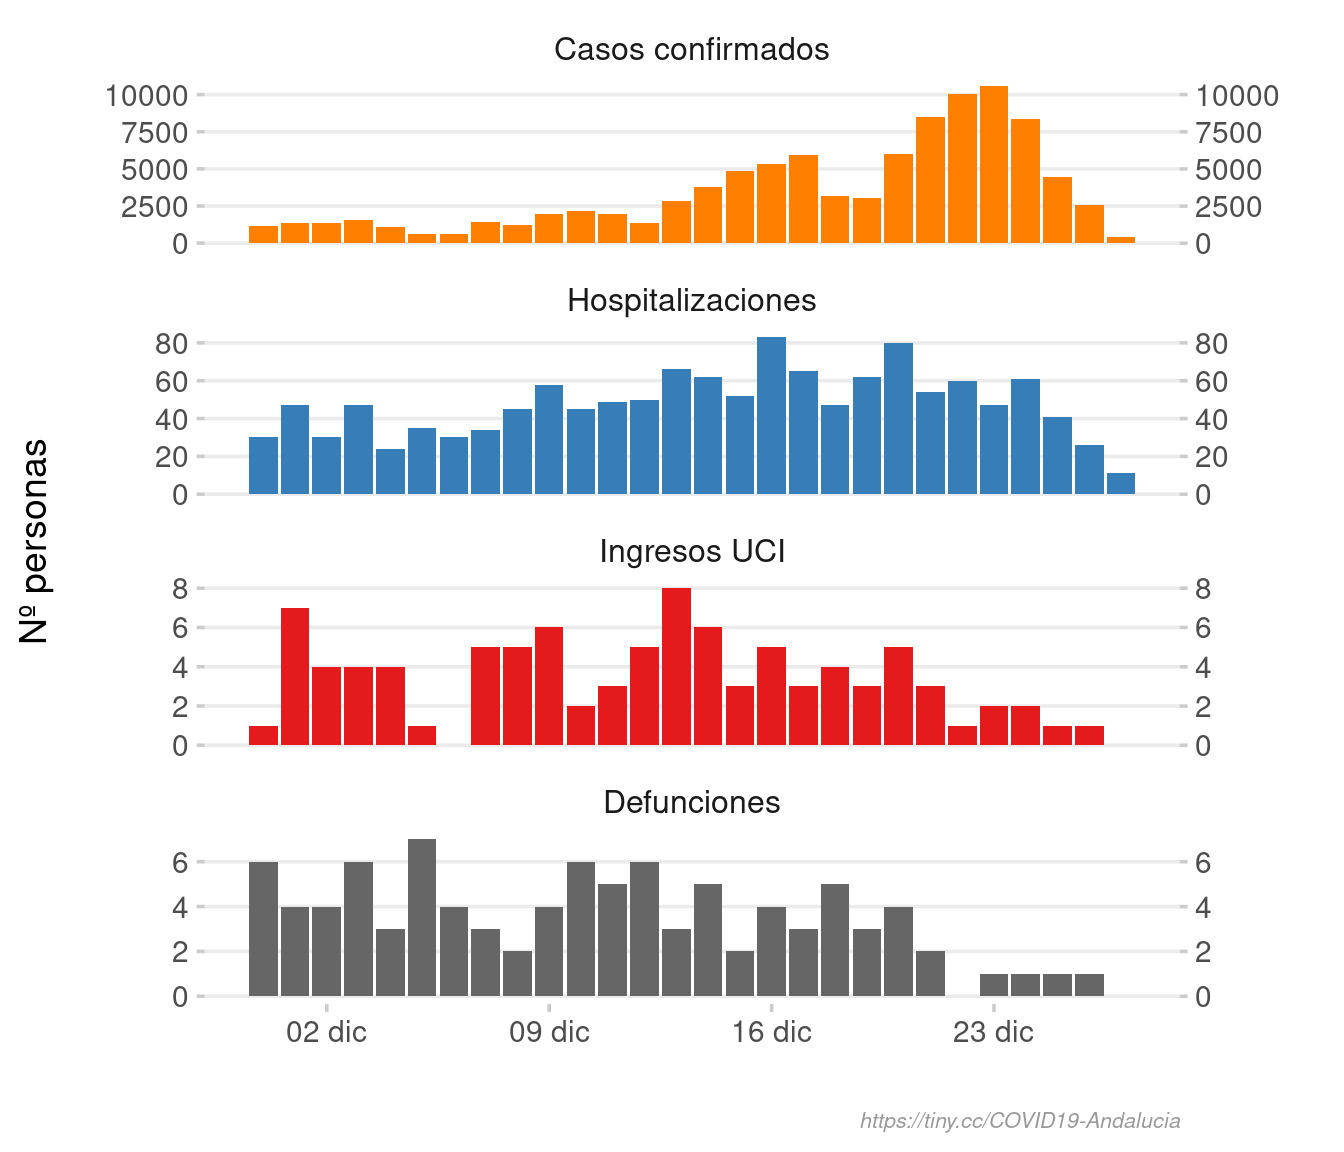 Casos confirmados
10000 10000
7500 7500
5000 5000
2500 2500
0 0
Hospitalizaciones
80 80
60 60
40 40
20 20
0 0
Nº personas
Ingresos UCI
8 8
6 6
4 4
2 2
0 0
Defunciones
6 6
4 4
2 2
0 0
02 dic 09 dic 16 dic 23 dic
https://tiny.cc/COVID19-Andalucia